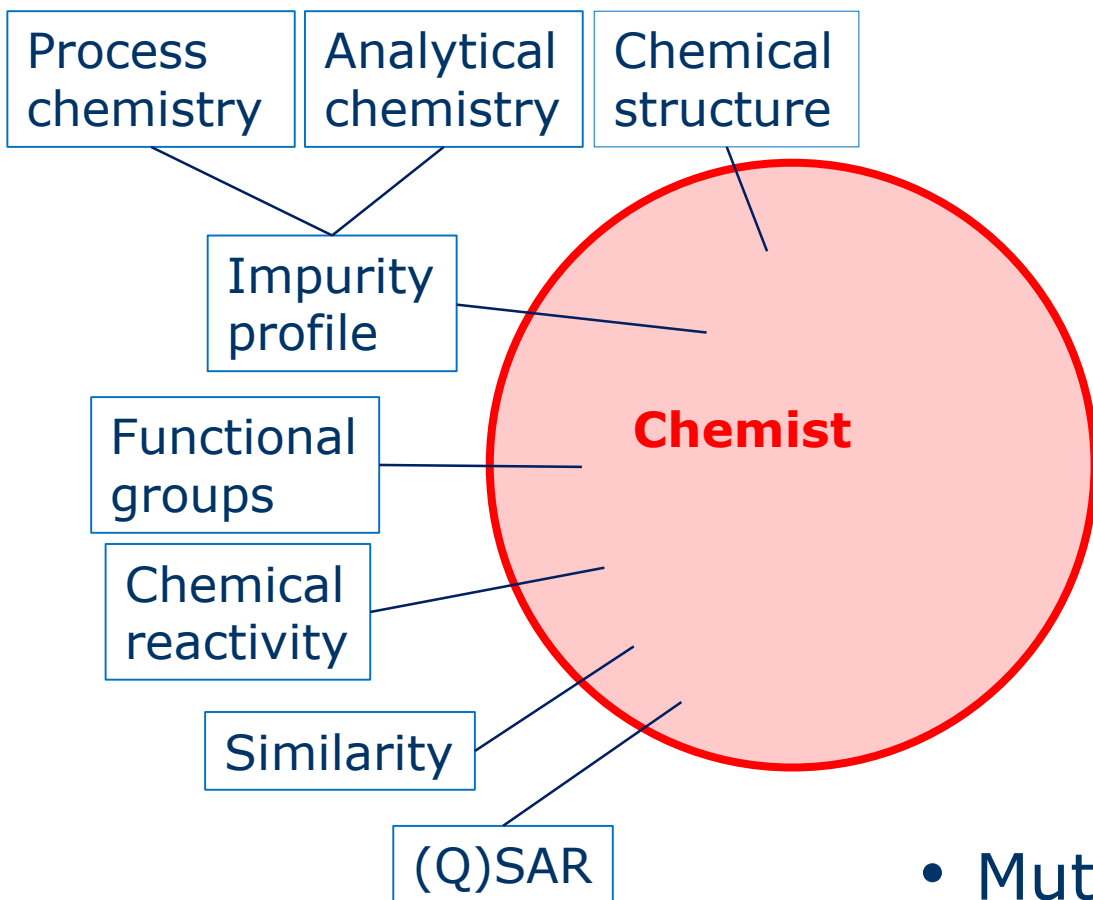 Process
chemistry
Analytical
chemistry
Chemical
structure
Impurity
profile
Chemist
Functional
groups
Chemical
reactivity
Similarity
(Q)SAR
• Mut